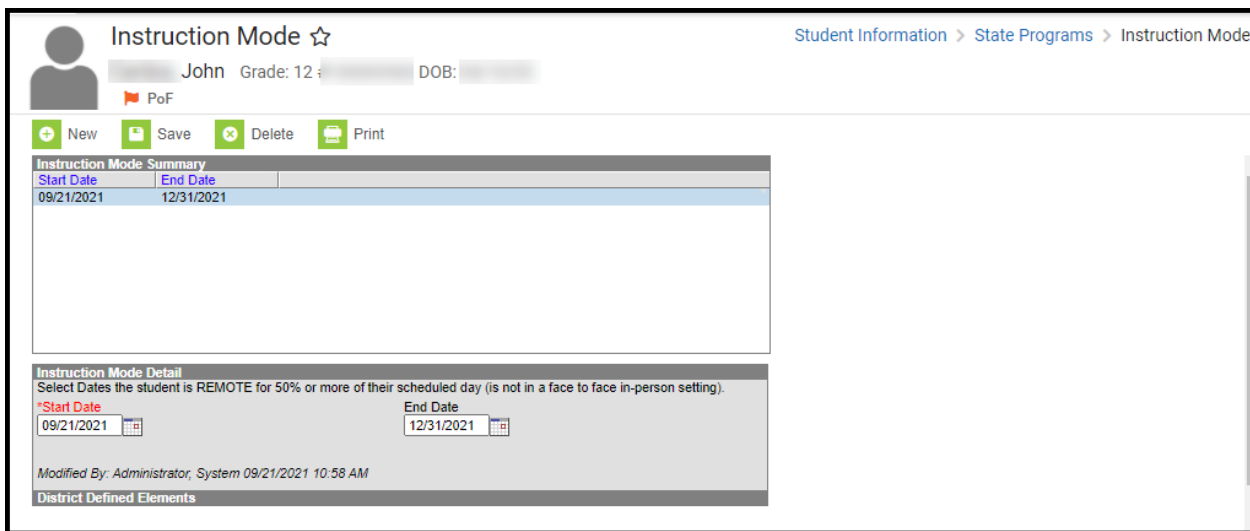 Instruction Mode
Student Information > State Programs > Instruction Mode
John Grade: 12 DOB:
PoF
New Save Delete Print
Instruction Mode Summary
Start Date End Date
09/21/2021 12/31/2021
Instruction Mode Detail
Select Dates the student is REMOTE for 50% or more of their scheduled day (is not in a face to face in-person setting).
*Start Date End Date
09/21/2021 12/31/2021
Modified By: Administrator, System 09/21/2021 10:58 AM
District Defined Elements